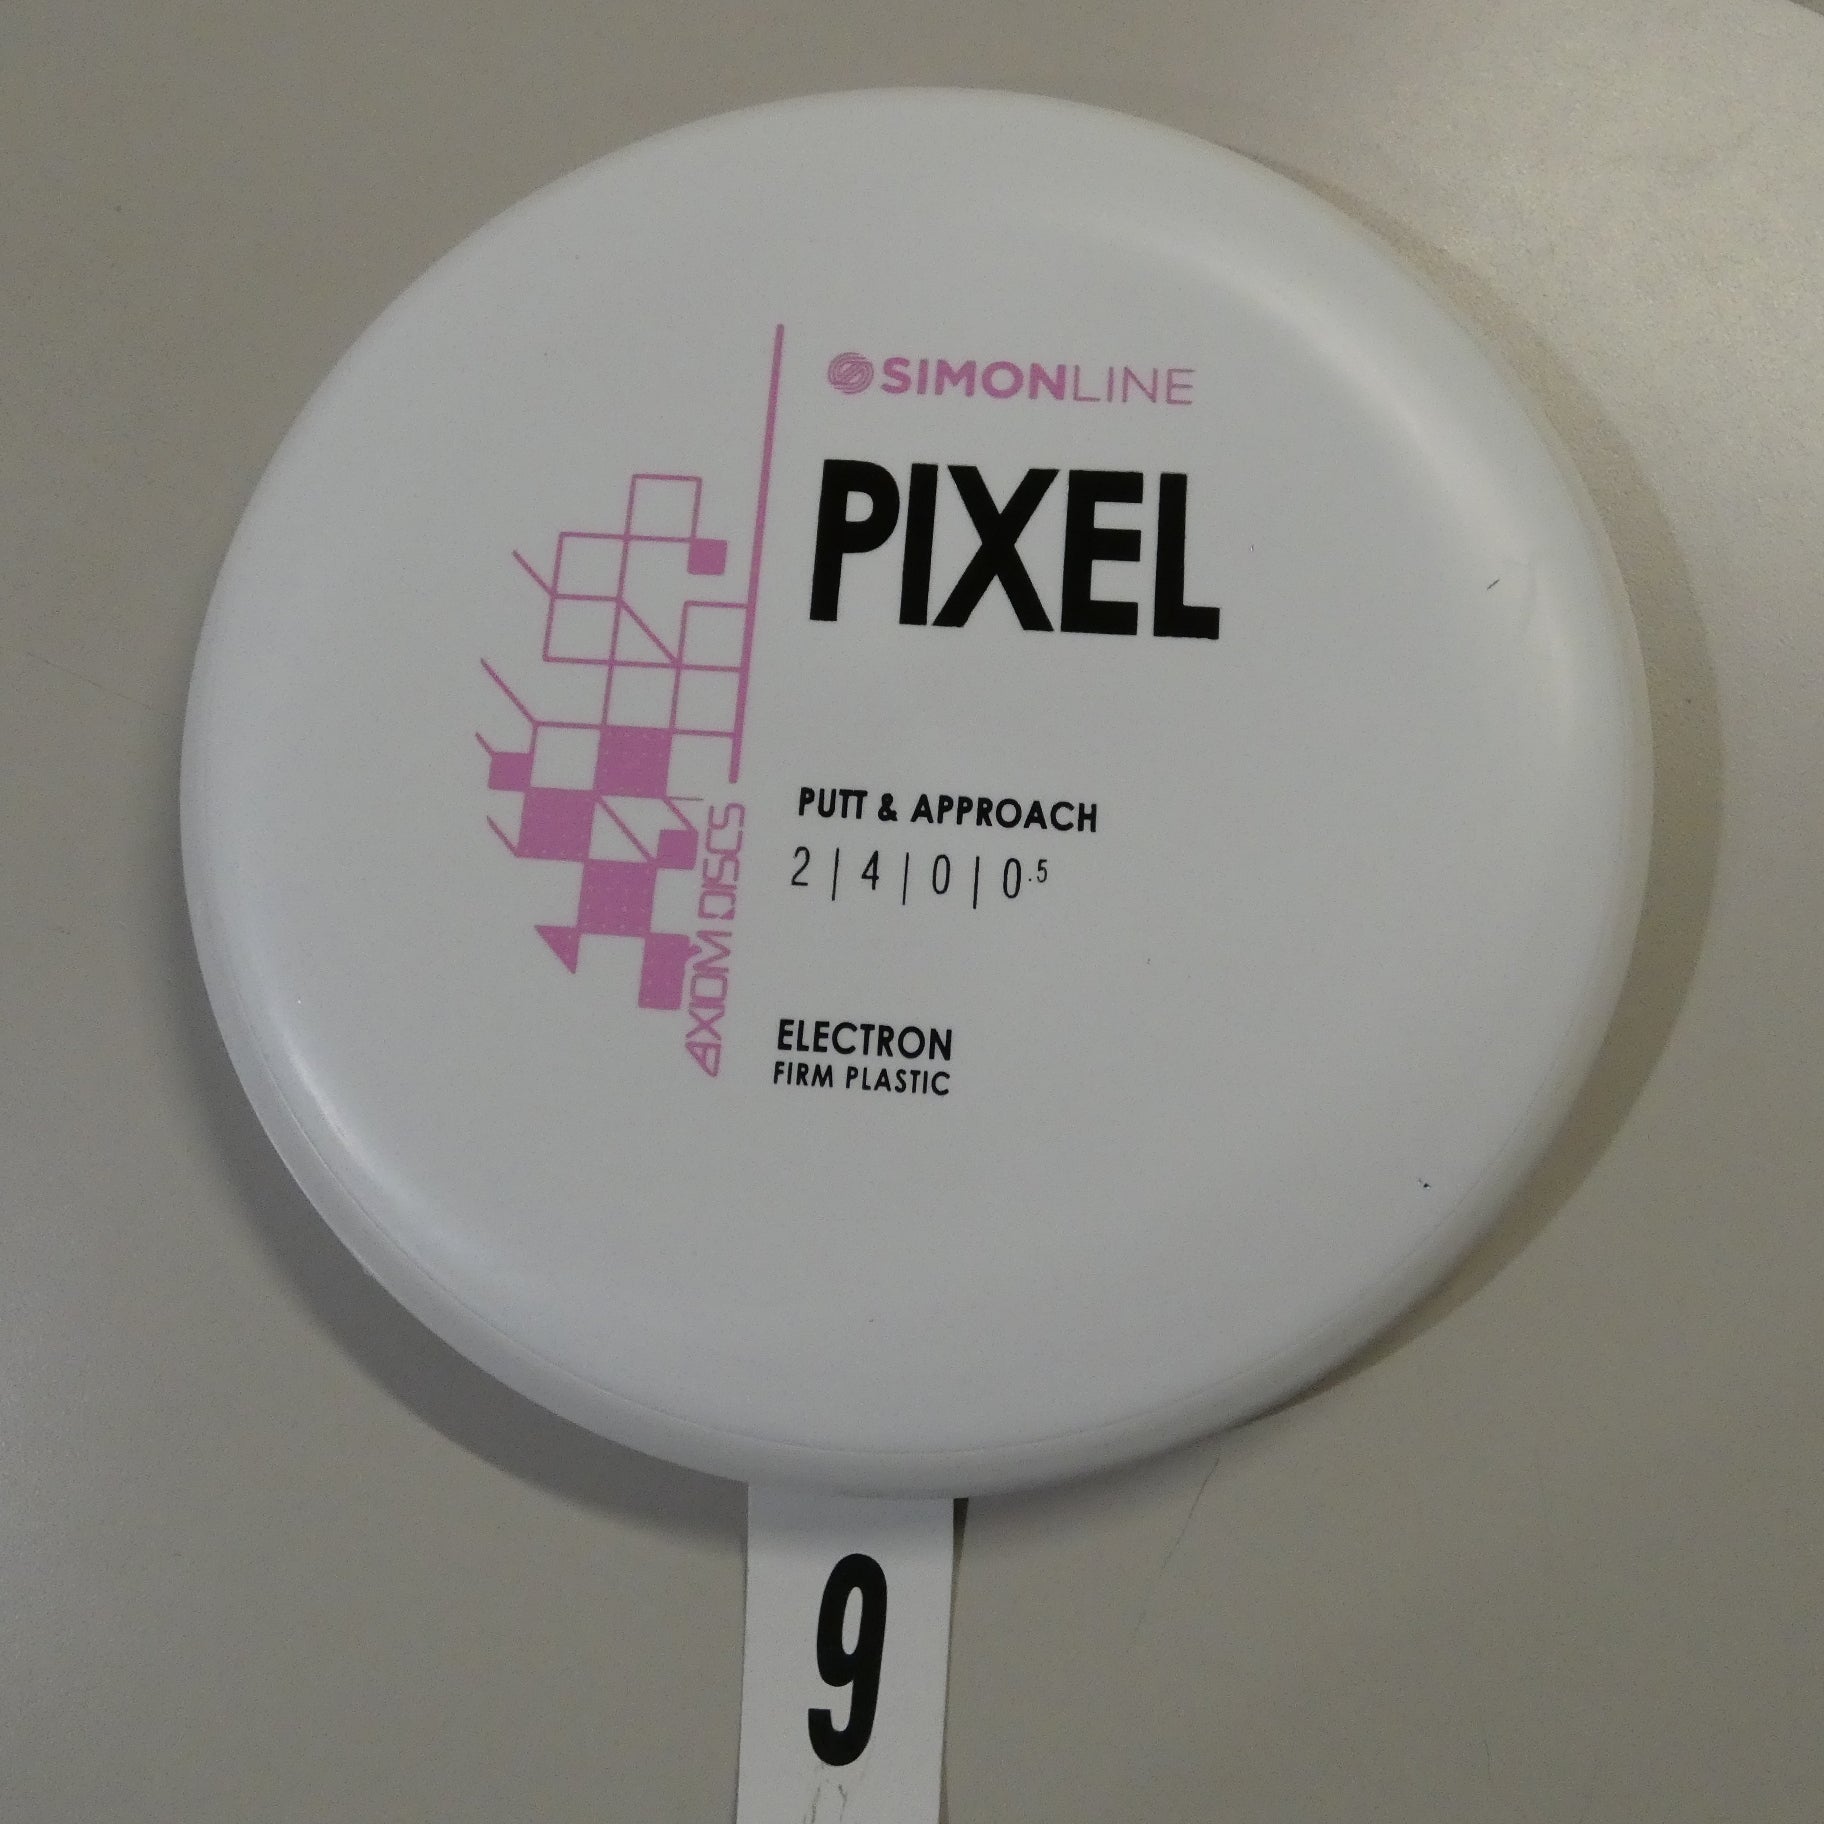 SIMONLINE
PIXEL
PUTT & APPROACH
2 | 4 | 0 | 0.5
AXIOM DISCS
ELECTRON
FIRM PLASTIC
9